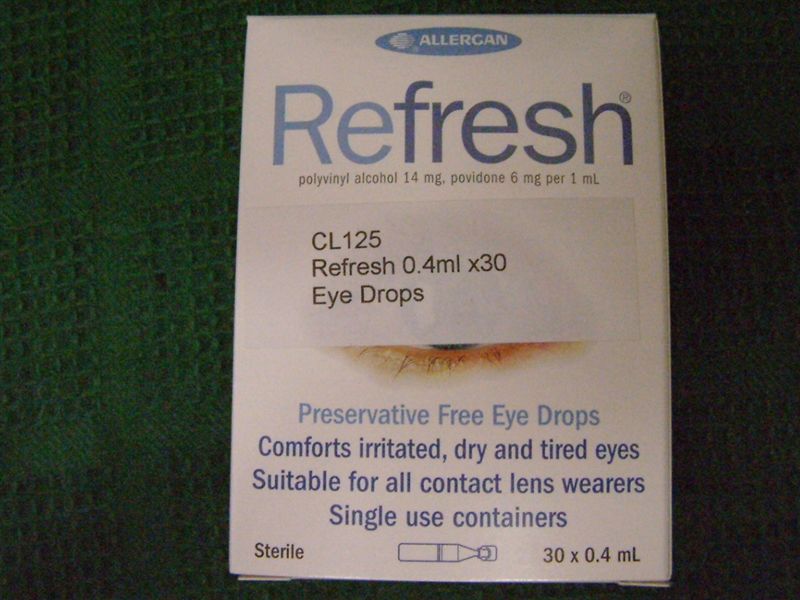 ALLERGAN
Refresh®
polyvinyl alcohol 14 mg, povidone 6 mg per 1 mL
CL125
Refresh 0.4ml x30
Eye Drops
Preservative Free Eye Drops
Comforts irritated, dry and tired eyes
Suitable for all contact lens wearers
Single use containers
Sterile 30 x 0.4 mL